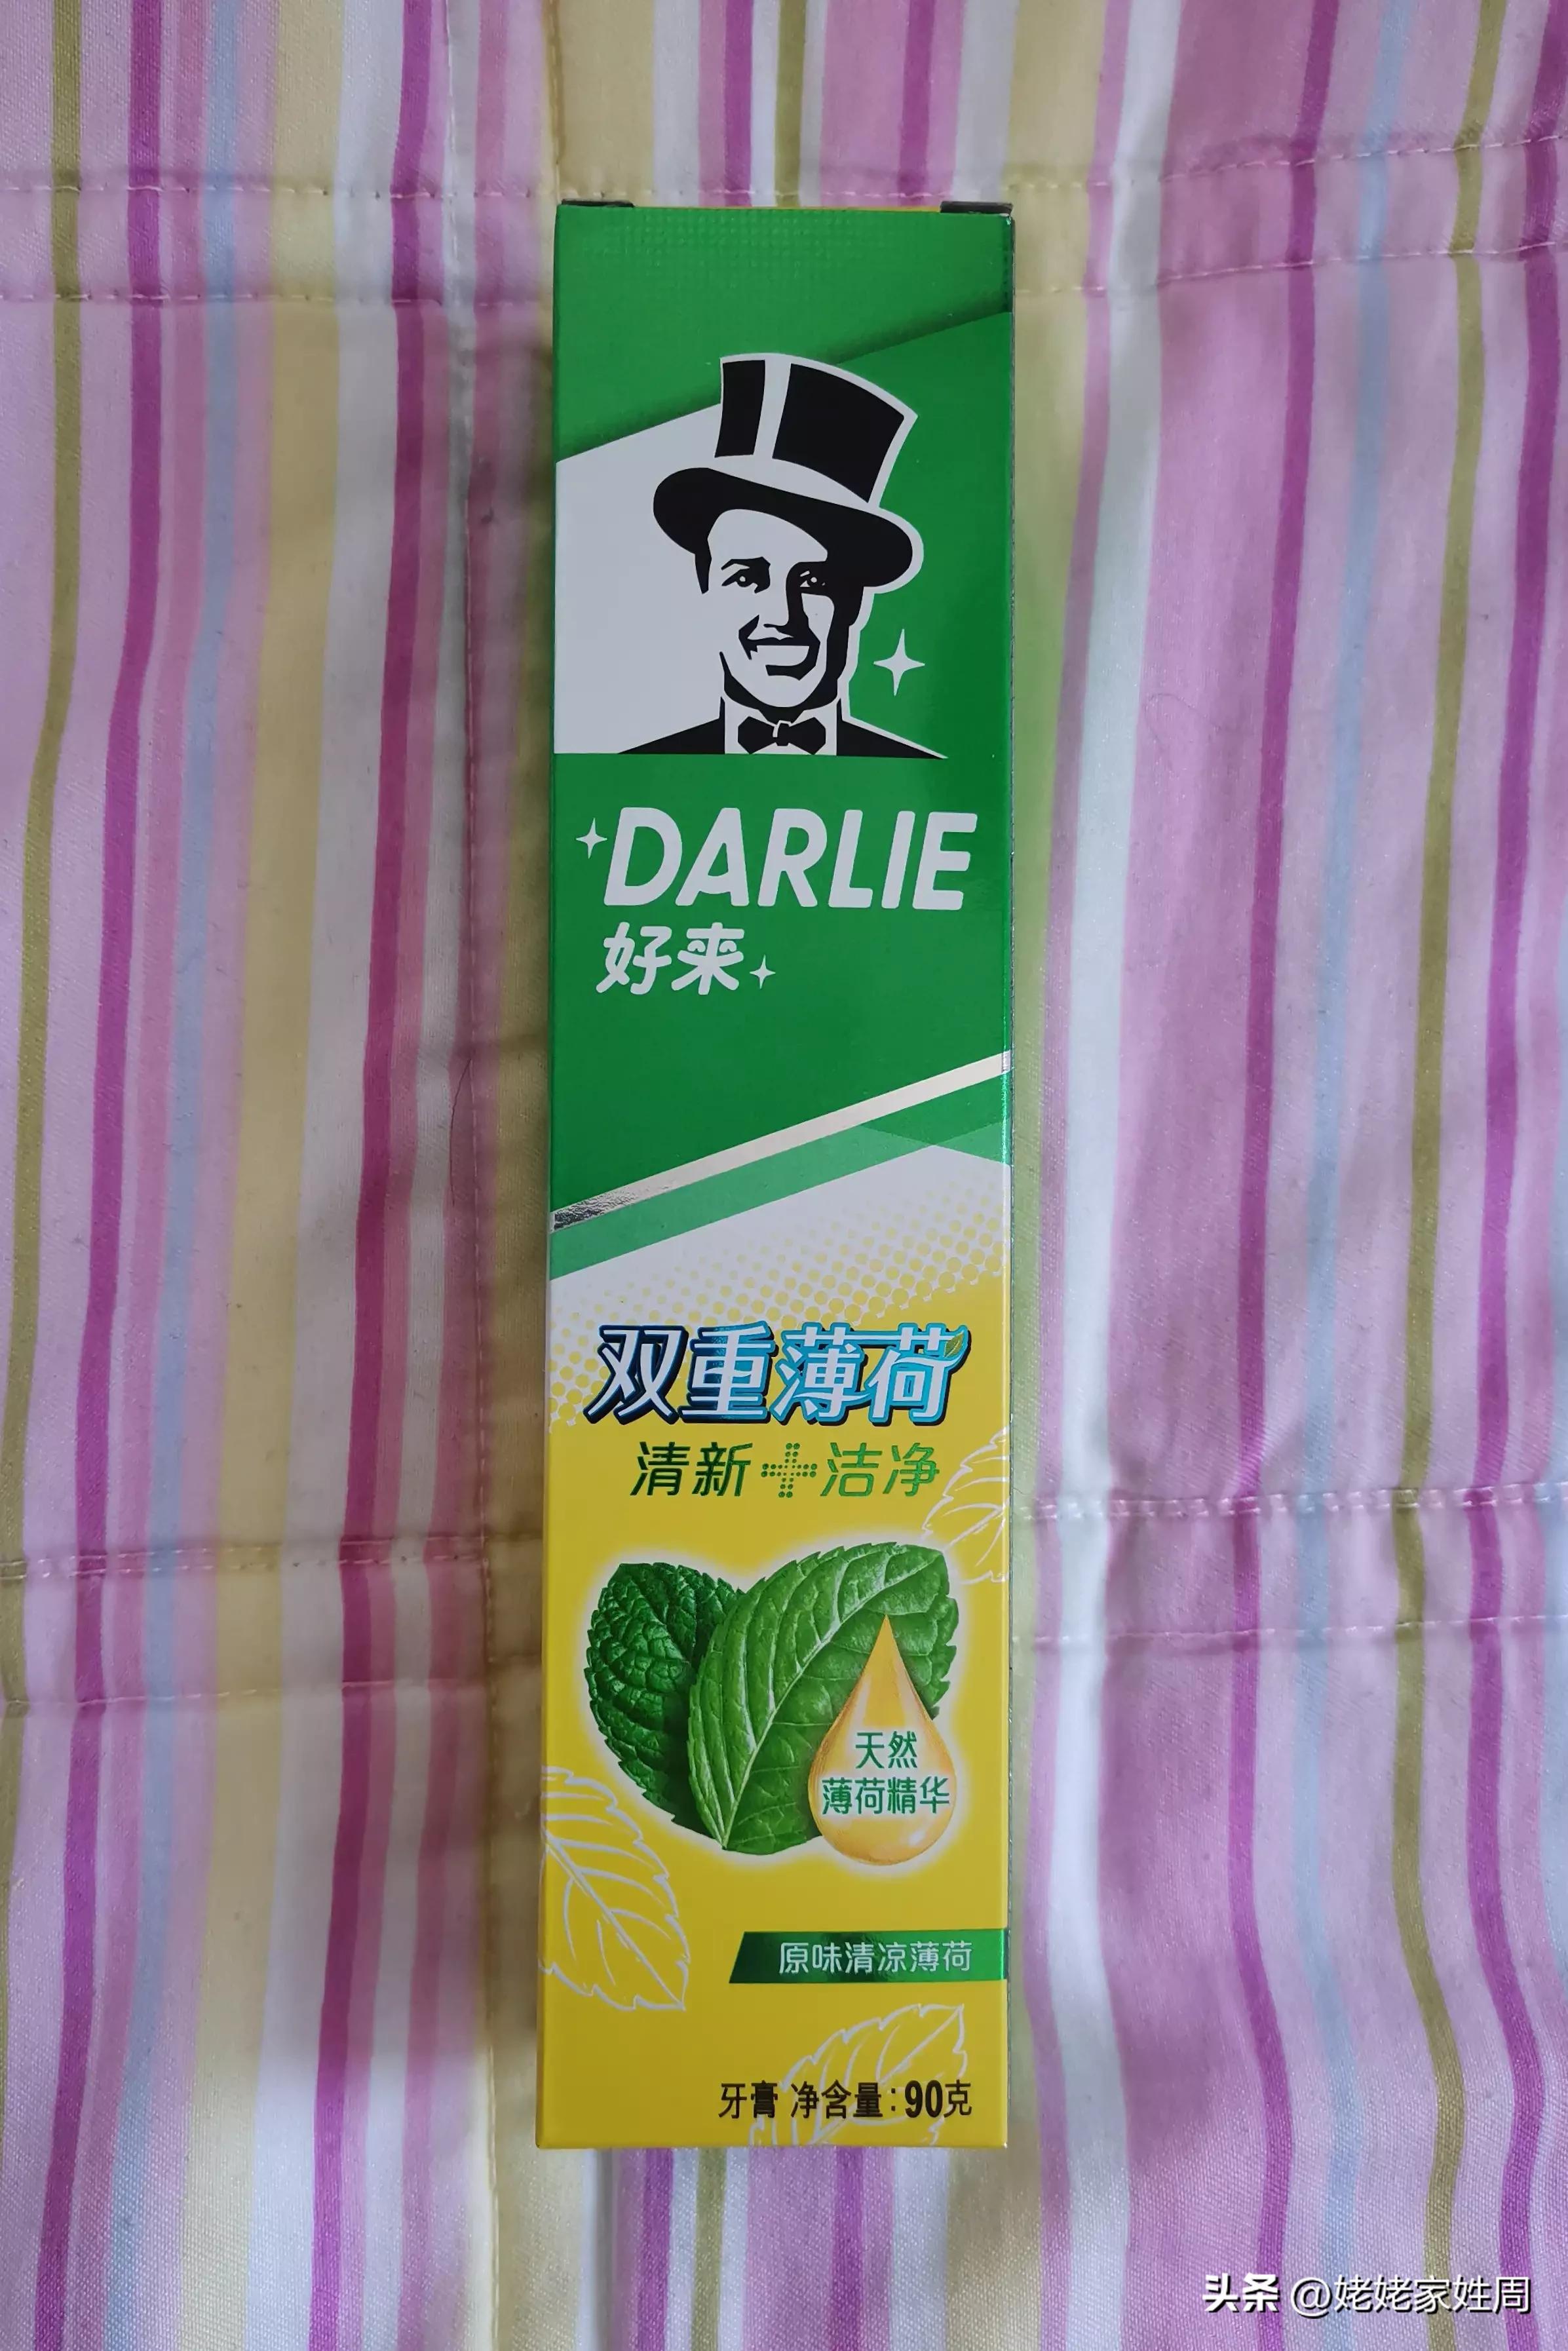 DARLIE
好来
双重薄荷
清新+洁净
天然
薄荷精华
原味清凉薄荷
牙膏 净含量:90克
头条 @姥姥家姓周